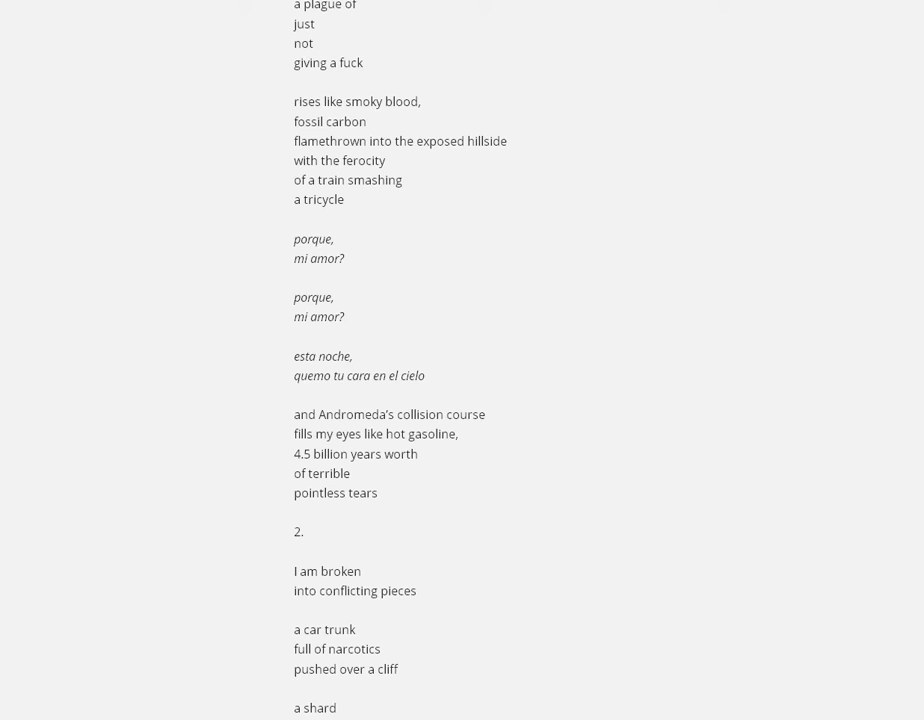 a plague of
just
not
giving a fuck
rises like smoky blood,
fossil carbon
flamethrown into the exposed hillside
with the ferocity
of a train smashing
a tricycle
porque,
mi amor?
porque,
mi amor?
esta noche,
quemo tu cara en el cielo
and Andromeda’s collision course
fills my eyes like hot gasoline,
4.5 billion years worth
of terrible
pointless tears
2.
I am broken
into conflicting pieces
a car trunk
full of narcotics
pushed over a cliff
a shard